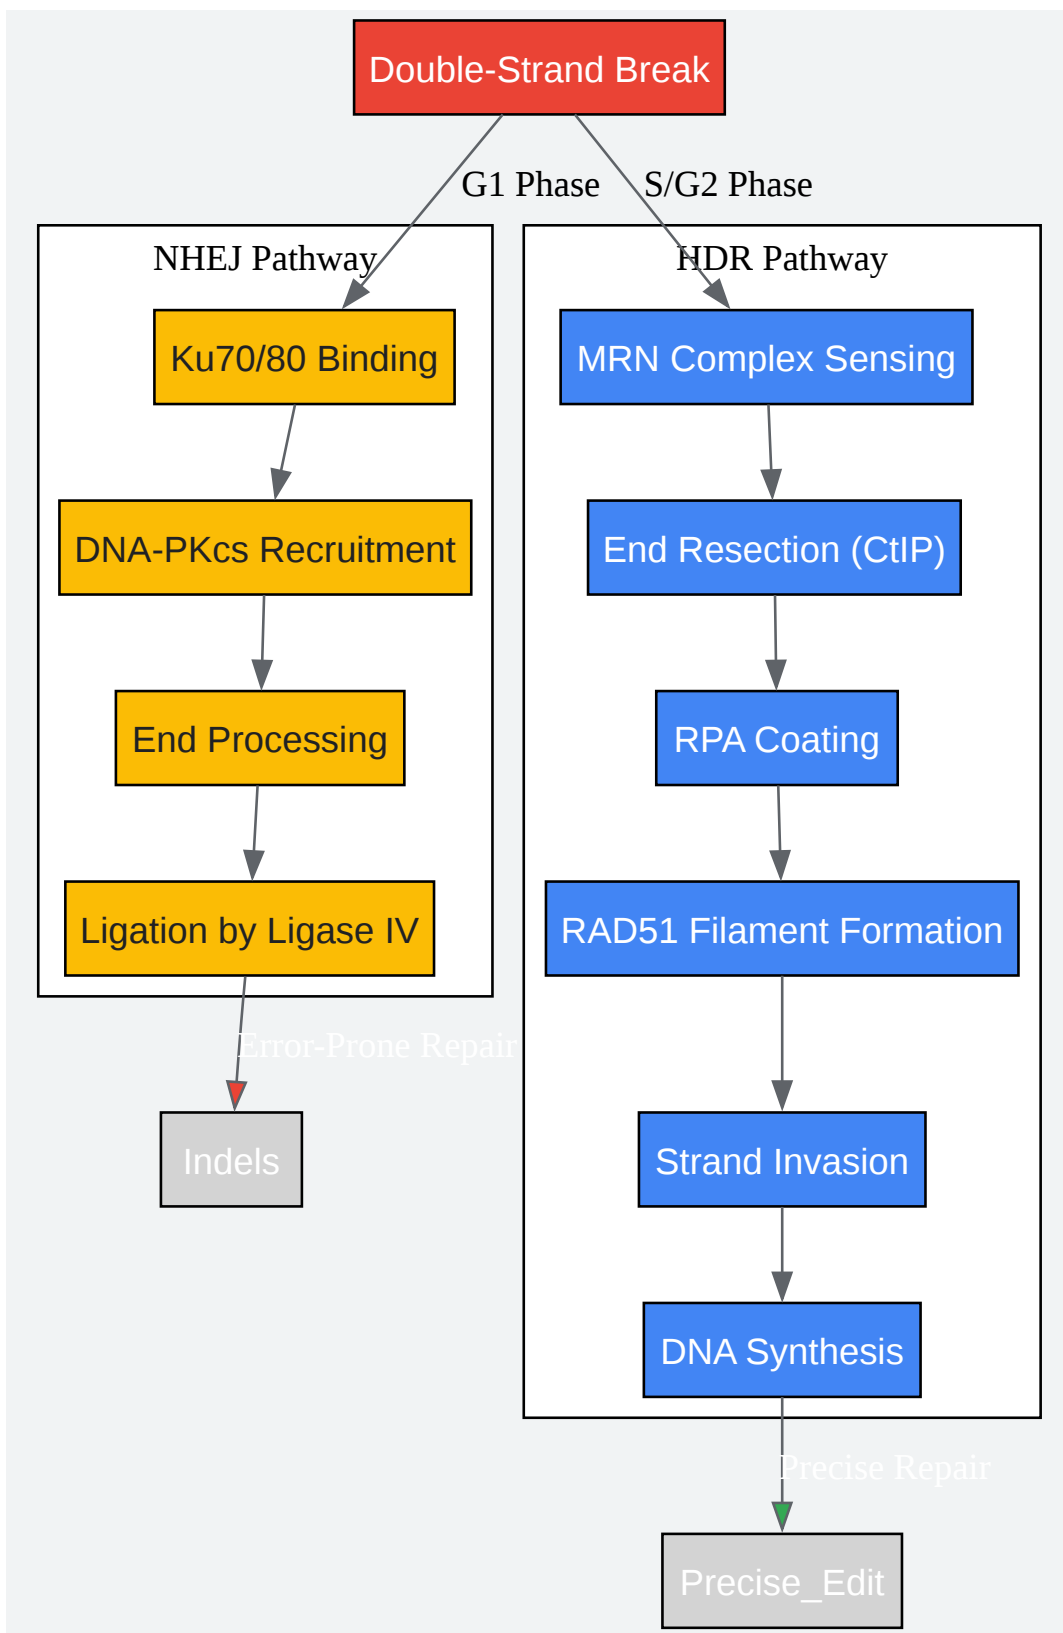 Double-Strand Break
G1 Phase
S/G2 Phase
NHEJ Pathway
Ku70/80 Binding
DNA-PKcs Recruitment
End Processing
Ligation by Ligase IV
Error-Prone Repair
Indels
HDR Pathway
MRN Complex Sensing
End Resection (CtIP)
RPA Coating
RAD51 Filament Formation
Strand Invasion
DNA Synthesis
Precise Repair
Precise_Edit